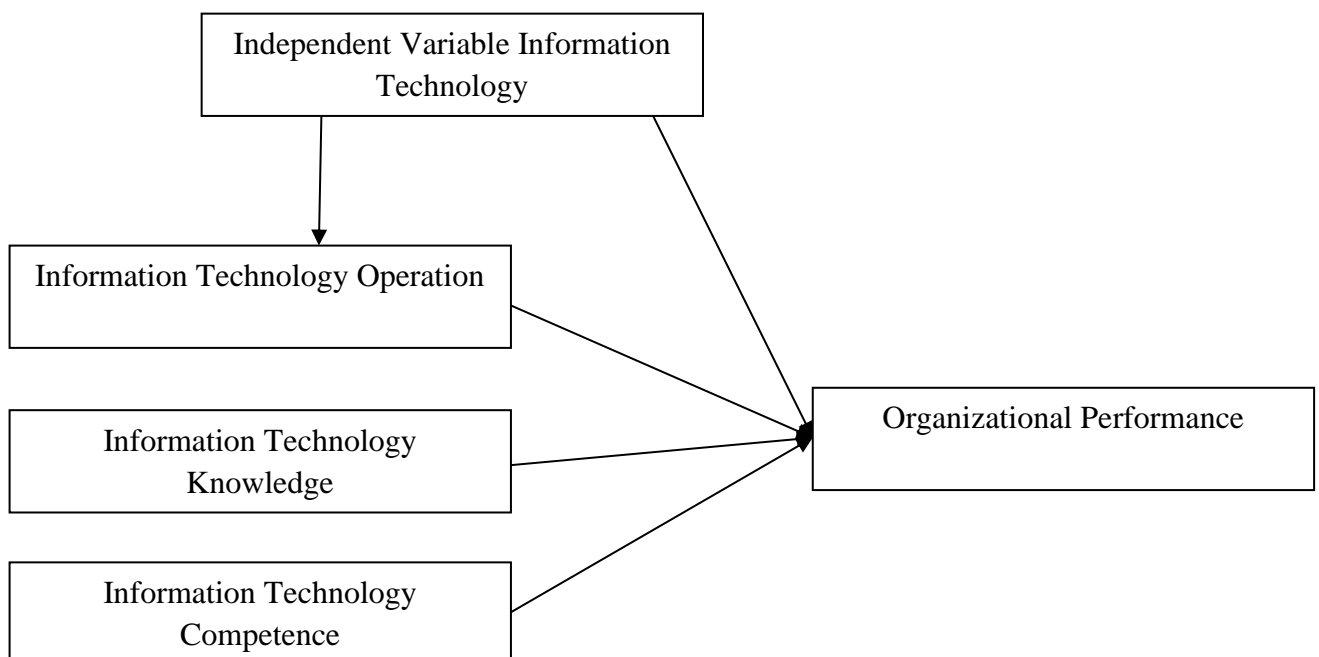 Independent Variable Information
Technology
Information Technology Operation
Information Technology
Knowledge
Organizational Performance
Information Technology
Competence